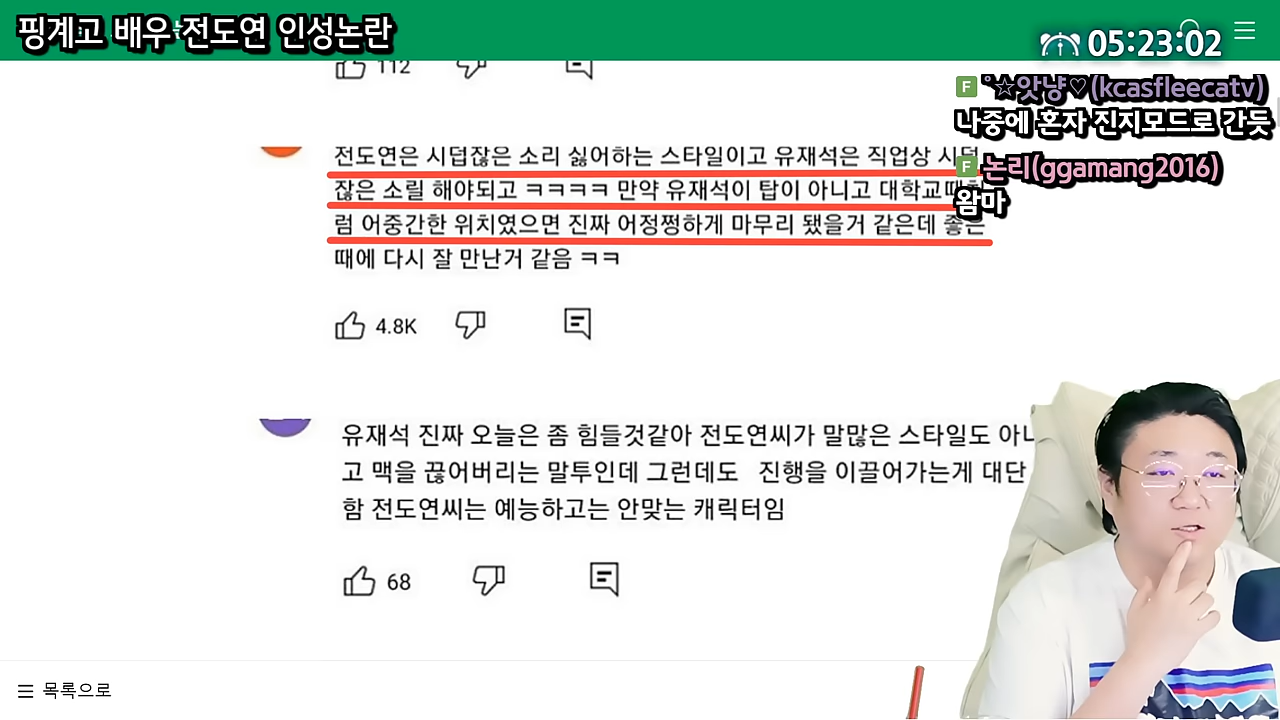 핑계고 배우 전도연 인성논란
05:23:02
112
F ˚☆앗냥♡(kcasfleecatv)
나중에 혼자 진지모드로 간듯
F 논리(ggamang2016)
왐마
전도연은 시덥잖은 소리 싫어하는 스타일이고 유재석은 직업상 시덥
잖은 소릴 해야되고 ㅋㅋㅋㅋ 만약 유재석이 탑이 아니고 대학교때
럼 어중간한 위치였으면 진짜 어정쩡하게 마무리 됐을거 같은데 좋은
때에 다시 잘 만난거 같음 ㅋㅋ
4.8K
유재석 진짜 오늘은 좀 힘들것같아 전도연씨가 말많은 스타일도 아니
고 맥을 끊어버리는 말투인데 그런데도 진행을 이끌어가는게 대단
함 전도연씨는 예능하고는 안맞는 캐릭터임
68
목록으로